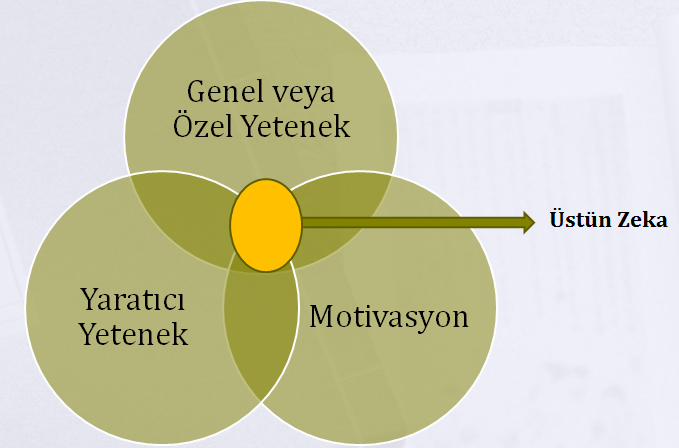 Genel veya
Özel Yetenek
Üstün Zeka
Yaratıcı
Yetenek
Motivasyon